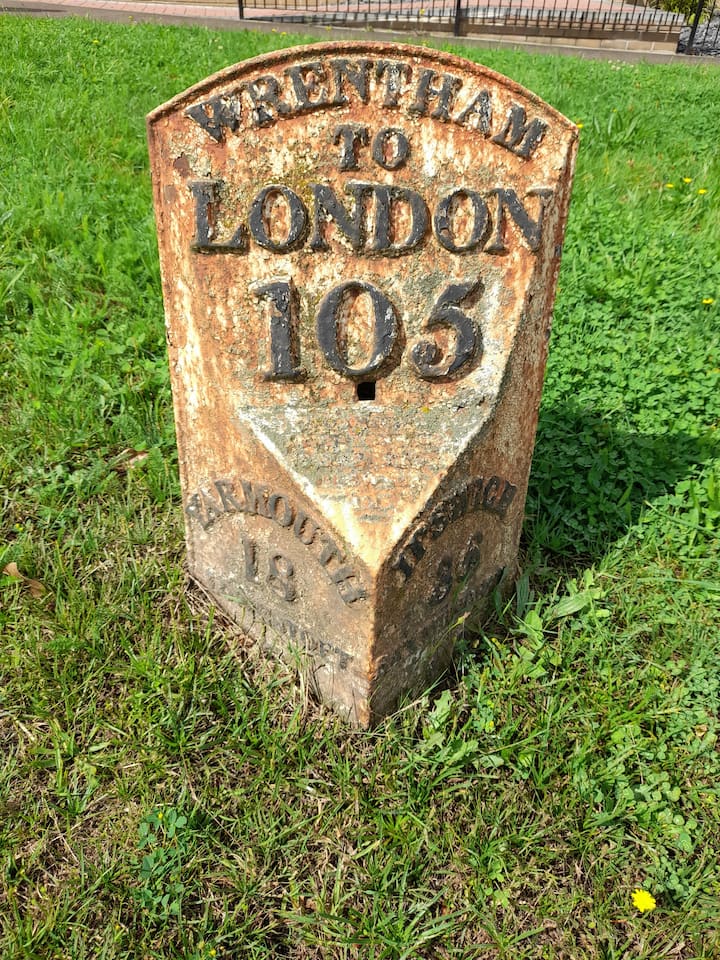 WRENTHAM
TO
LONDON
105
YARMOUTH
18
IPSWICH